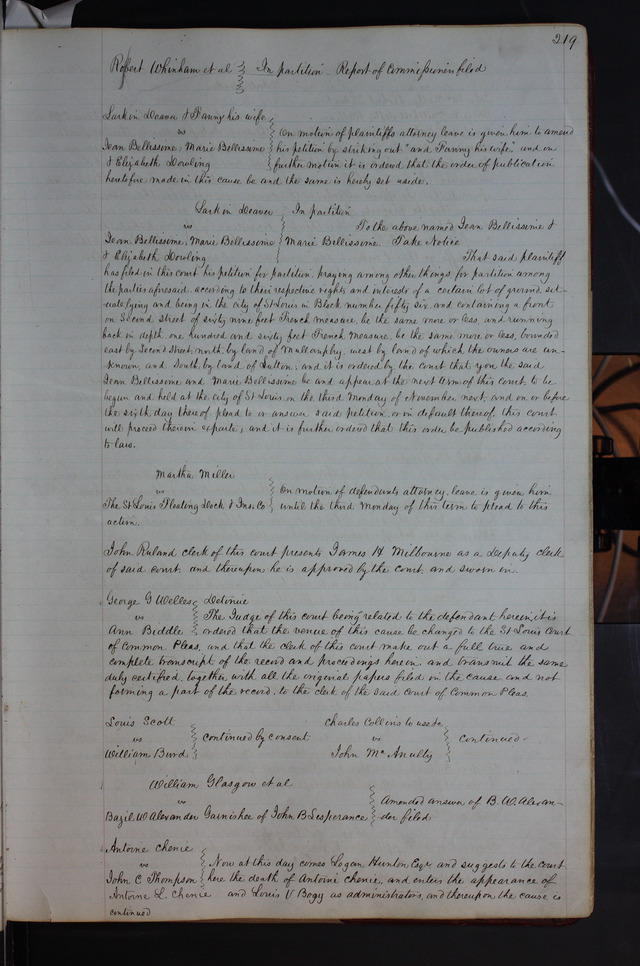 219
Robert Whinham et al } In partition - Report of Commissioners filed
Larkin Deaver & Fanny his wife
vs } On motion of plaintiffs attorney leave is given him to amend
Jean Bellissime, Marie Bellissime } his petition by striking out "and Fanny his wife" and on
& Elizabeth Dowling } further motion it is ordered that the order of publication
heretofore made in this cause be and the same is hereby set aside.
Larkin Deaver } In partition
vs } To the above named Jean Bellissime &
Jean Bellissime, Marie Bellissime } Marie Bellissime. Take Notice
& Elizabeth Dowling } That said plaintiff
has filed in this court his petition for partition praying among other things for partition among
the parties aforesaid according to their respective rights and interests of a certain lot of ground, sit-
uate lying and being in the city of St Louis in Block number fifty six and containing a front
on Second Street of sixty nine feet French measure, be the same more or less, and running
back in depth one hundred and sixty feet French measure, be the same more or less, bounded
east by Second Street, north by land of Mullanphy, west by land of which the owners are un-
known, and South by land of Sutton; and it is ordered by the court that you the said
Jean Bellissime and Marie Bellissime be and appear at the next term of this court, to be
begun and held at the city of St Louis on the third Monday of November next, and on or before
the sixth day thereof plead to or answer said petition, or in default thereof, this court
will proceed therein exparte; and it is further ordered that this order be published according
to law.
Martha Miller
vs } On motion of defendants attorney, leave is given him
The St Louis Floating Dock & Ins. Co } until the third Monday of this term to plead to this
action.
John Ruland clerk of this court presents James H Milbourne as a deputy clerk
of said court, and thereupon he is approved by the court, and sworn in.
George G Welles } Detinue
vs } The Judge of this court being related to the defendant herein, it is
Ann Biddle } ordered that the venue of this cause be changed to the St Louis Court
of Common Pleas, and that the clerk of this court make out a full true and
complete transcript of the record and proceedings herein and transmit the same
duly certified, together with all the original papers filed in the cause and not
forming a part of the record, to the clerk of the said court of Common Pleas.
Louis Scott } Charles Collins to use &c
vs } continued by consent vs } continued -
William Burd } John McAnulty
William Glasgow et al
vs } Amended answer of B. W. Alexan-
Bazil W Alexander Garnishee of John B Lesperance } der filed
Antoine Chenie
vs } Now at this day comes Logan Hunton Esqr and suggests to the Court
John C Thompson } here the death of Antoine Chenie, and enters the appearance of
Antoine L. Chenie and Louis V Bogy as administrators, and thereupon the cause is
continued